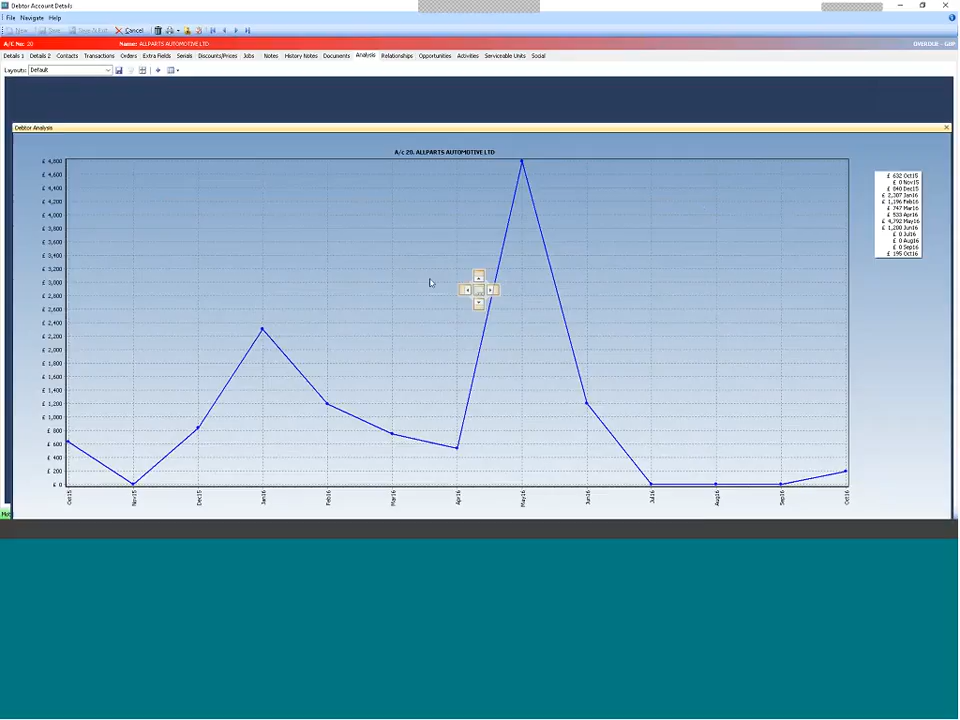 Debtor Account Details
File Navigate Help
New Save Save Autof. Cancel
A/C No: 20 Name: ALLPARTS AUTOMOTIVE LTD OVERDUE - GBP
Details 1 Details 2 Contacts Transactions Orders Extra Fields Serials Discounts/Prices Jobs Notes History Notes Documents Analysis Relationships Opportunities Activities Serviceable Units Social
Layouts: Default
Debtor Analysis
A/c 20. ALLPARTS AUTOMOTIVE LTD
£ 4,800
£ 4,600
£ 4,400
£ 4,200
£ 4,000
£ 3,800
£ 3,600
£ 3,400
£ 3,200
£ 3,000
£ 2,800
£ 2,600
£ 2,400
£ 2,200
£ 2,000
£ 1,800
£ 1,600
£ 1,400
£ 1,200
£ 1,000
£ 800
£ 600
£ 400
£ 200
£ 0
Oct15 Nov15 Dec15 Jan16 Feb16 Mar16 Apr16 May16 Jun16 Jul16 Aug16 Sep16 Oct16
£ 632 Oct15
£ 0 Nov15
£ 840 Dec15
£ 2,307 Jan16
£ 1,196 Feb16
£ 747 Mar16
£ 533 Apr16
£ 4,792 May16
£ 1,200 Jun16
£ 0 Jul16
£ 0 Aug16
£ 0 Sep16
£ 195 Oct16